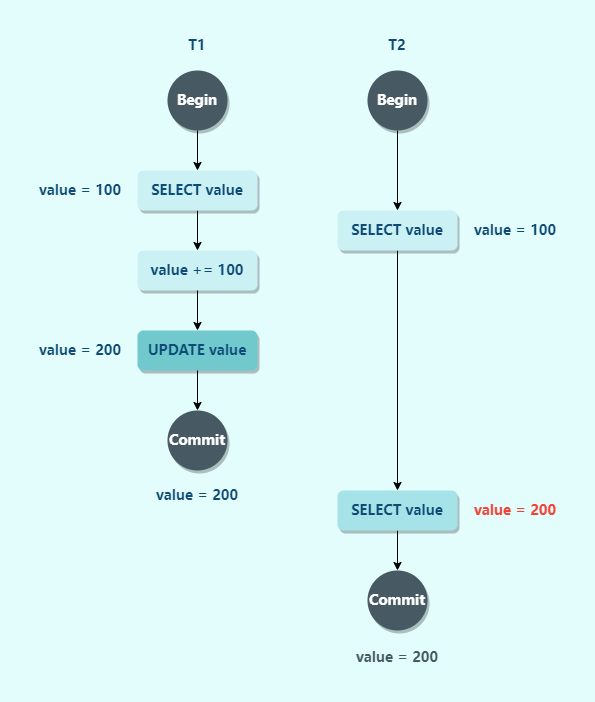 T1
T2
Begin
Begin
value = 100
SELECT value
SELECT value
value = 100
value += 100
value = 200
UPDATE value
Commit
value = 200
SELECT value
value = 200
Commit
value = 200